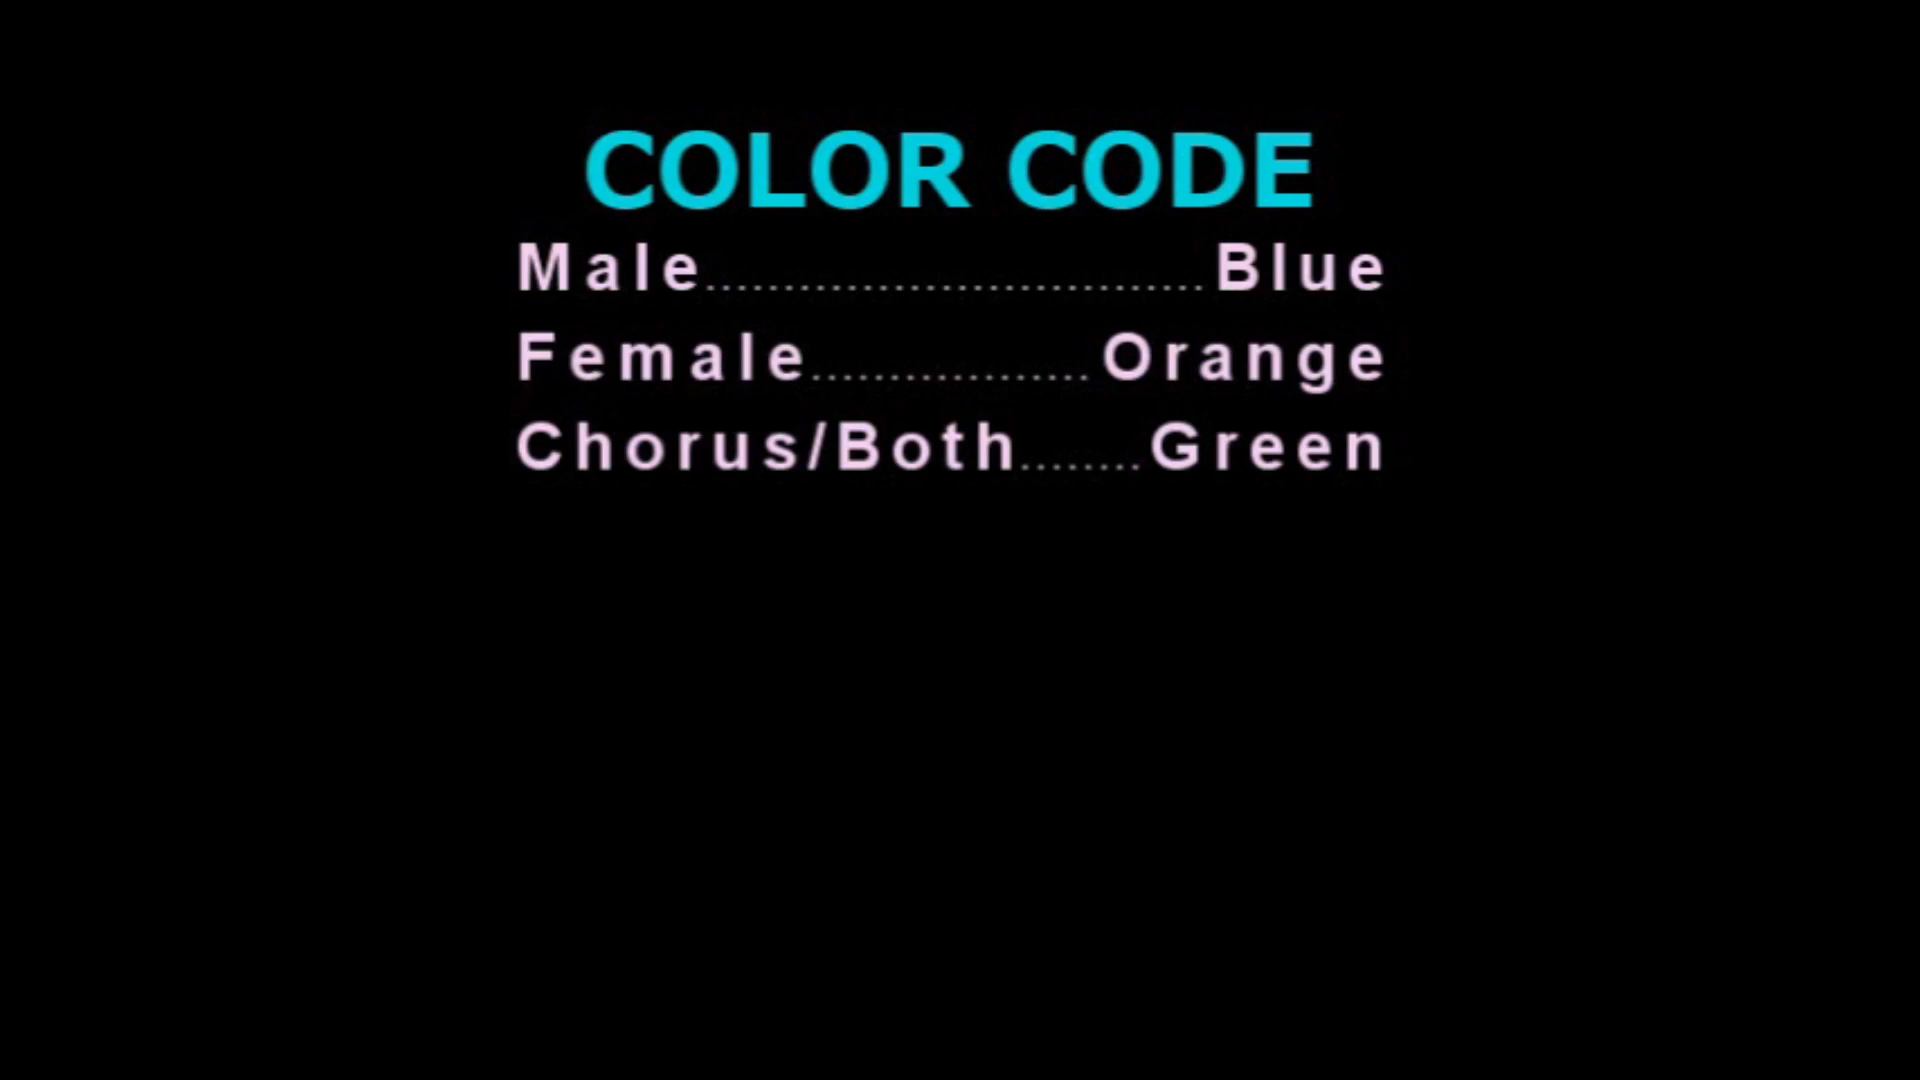 COLOR CODE
Male................................Blue
Female..................Orange
Chorus/Both........Green